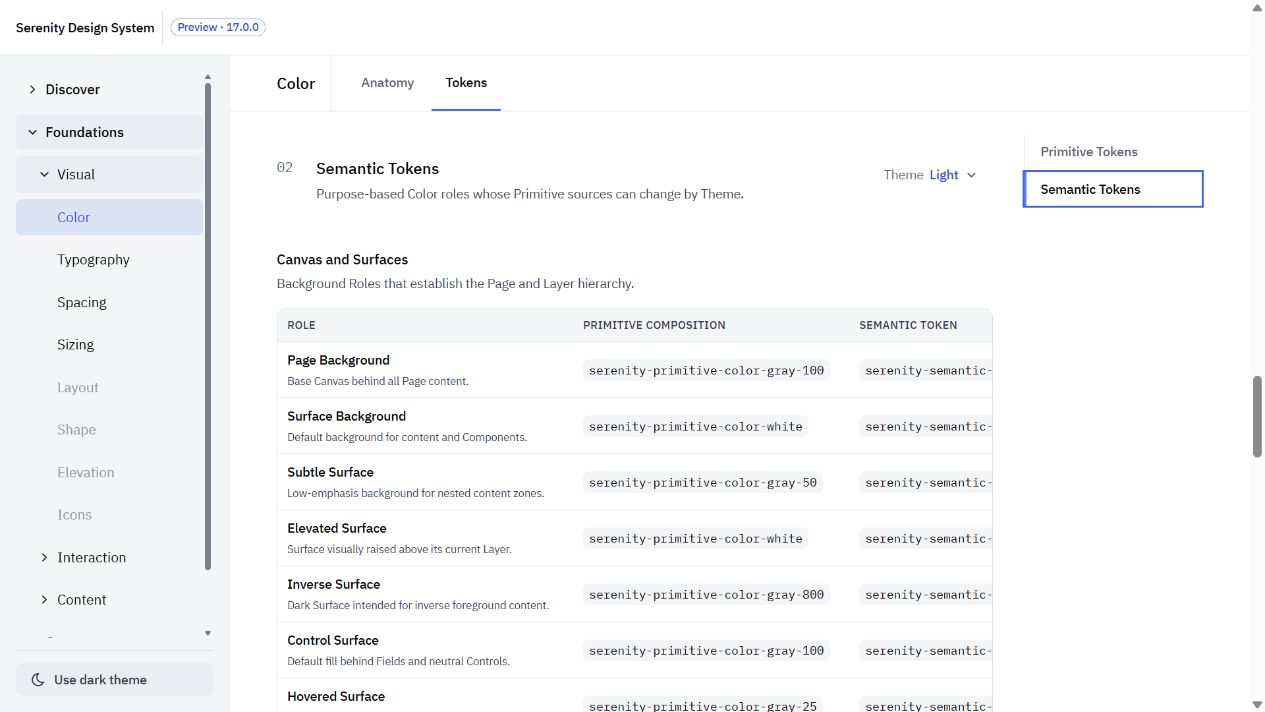 Serenity Design System Preview · 17.0.0
Discover
Foundations
Visual
Color
Typography
Spacing
Sizing
Layout
Shape
Elevation
Icons
Interaction
Content
Use dark theme
Color Anatomy Tokens
02 Semantic Tokens
Purpose-based Color roles whose Primitive sources can change by Theme.
Theme Light
Primitive Tokens
Semantic Tokens
Canvas and Surfaces
Background Roles that establish the Page and Layer hierarchy.
ROLE PRIMITIVE COMPOSITION SEMANTIC TOKEN
Page Background
Base Canvas behind all Page content.
serenity-primitive-color-gray-100 serenity-semantic-
Surface Background
Default background for content and Components.
serenity-primitive-color-white serenity-semantic-
Subtle Surface
Low-emphasis background for nested content zones.
serenity-primitive-color-gray-50 serenity-semantic-
Elevated Surface
Surface visually raised above its current Layer.
serenity-primitive-color-white serenity-semantic-
Inverse Surface
Dark Surface intended for inverse foreground content.
serenity-primitive-color-gray-800 serenity-semantic-
Control Surface
Default fill behind Fields and neutral Controls.
serenity-primitive-color-gray-100 serenity-semantic-
Hovered Surface
serenity-primitive-color-gray-25 serenity-semantic-